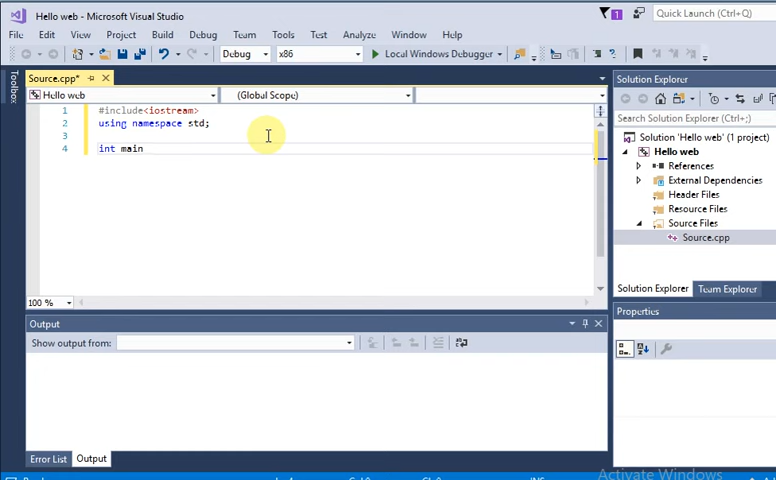 Hello web - Microsoft Visual Studio
1
Quick Launch (Ctrl+Q)
File Edit View Project Build Debug Team Tools Test Analyze Window Help
Debug x86 Local Windows Debugger
Toolbox
Source.cpp*
Hello web (Global Scope)
1 #include<iostream>
2 using namespace std;
3
4 int main
100 %
Output
Show output from:
Error List Output
Solution Explorer
Search Solution Explorer (Ctrl+;)
Solution 'Hello web' (1 project)
Hello web
References
External Dependencies
Header Files
Resource Files
Source Files
Source.cpp
Solution Explorer Team Explorer
Properties
Activate Windows